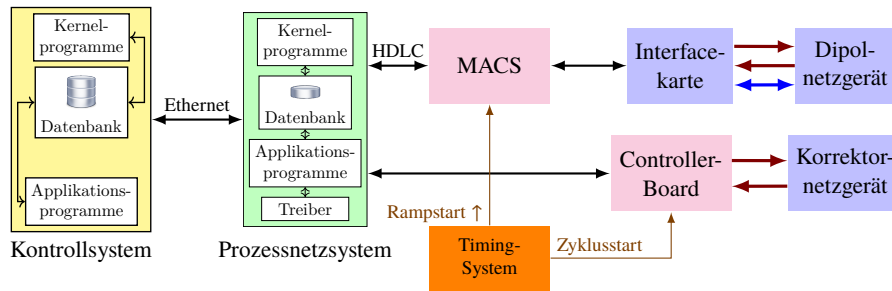 Kernel-
programme
Datenbank
Applikations-
programme
Kontrollsystem
Ethernet
Kernel-
programme
Datenbank
Applikations-
programme
Treiber
Prozessnetzsystem
HDLC
MACS
Interface-
karte
Dipol-
netzgerät
Controller-
Board
Korrektor-
netzgerät
Rampstart ↑
Timing-
System
Zyklusstart